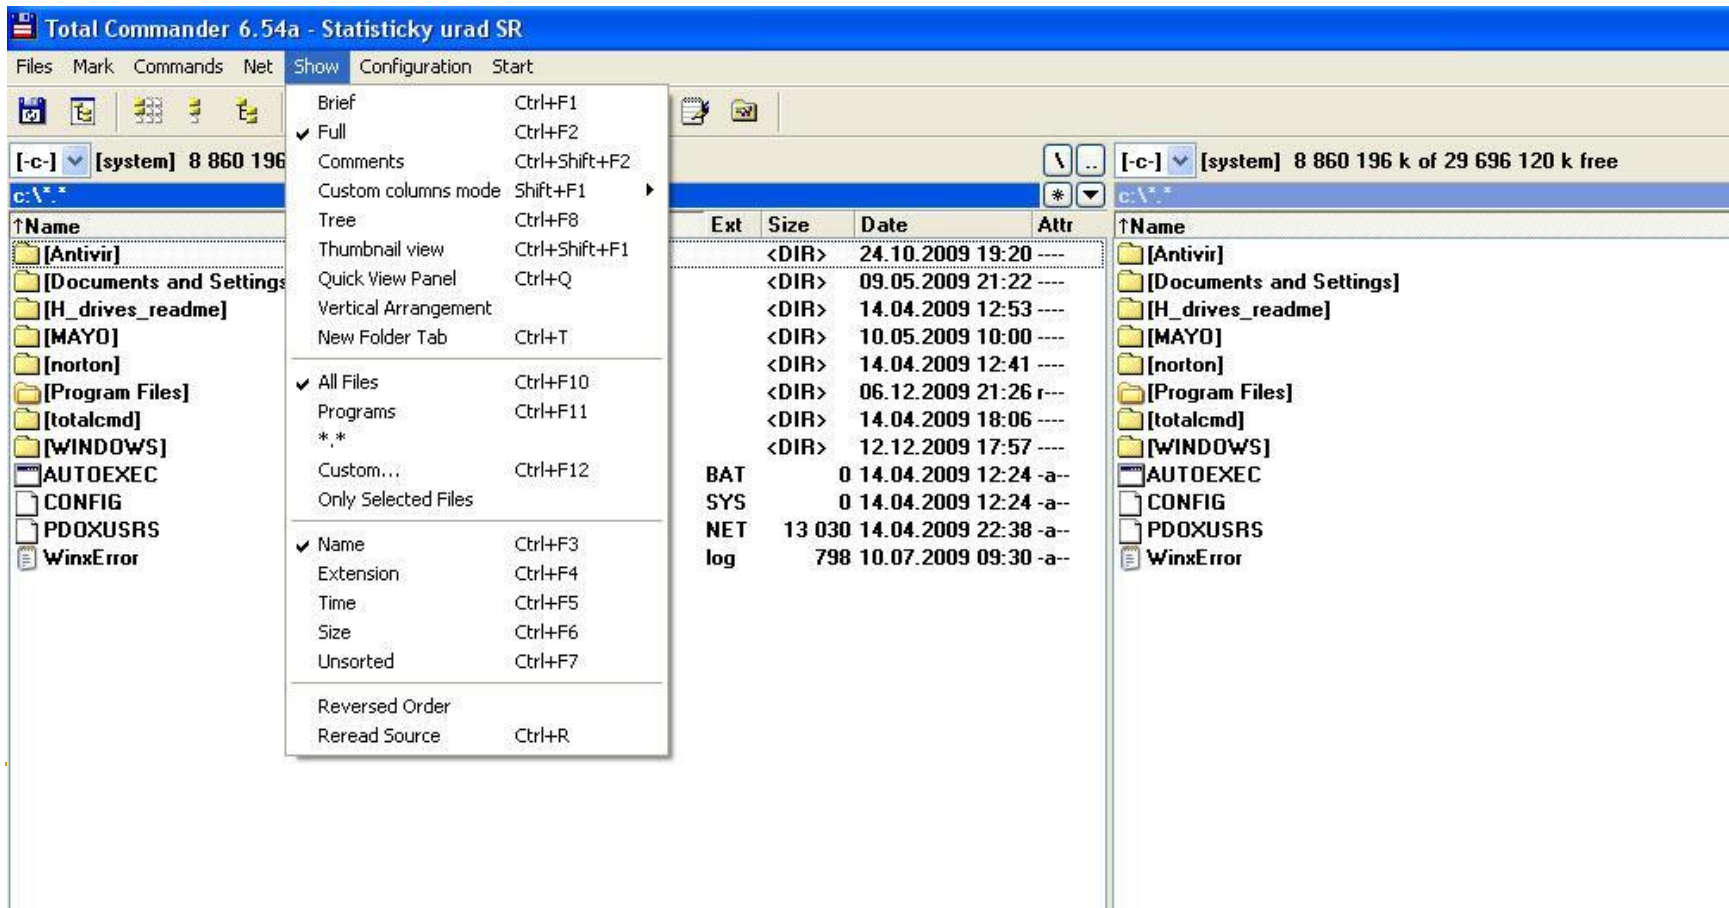 Total Commander 6.54a - Statisticky urad SR
Files Mark Commands Net Show Configuration Start
[-c-] [system] 8 860 196
\ ..
[-c-] [system] 8 860 196 k of 29 696 120 k free
c:\*.*
* ▼
c:\*.*
↑Name Ext Size Date Attr
[Antivir] <DIR> 24.10.2009 19:20 ----
[Documents and Settings <DIR> 09.05.2009 21:22 ----
[H_drives_readme] <DIR> 14.04.2009 12:53 ----
[MAYO] <DIR> 10.05.2009 10:00 ----
[norton] <DIR> 14.04.2009 12:41 ----
[Program Files] <DIR> 06.12.2009 21:26 r---
[totalcmd] <DIR> 14.04.2009 18:06 ----
[WINDOWS] <DIR> 12.12.2009 17:57 ----
AUTOEXEC BAT 0 14.04.2009 12:24 -a--
CONFIG SYS 0 14.04.2009 12:24 -a--
PDOXUSRS NET 13 030 14.04.2009 22:38 -a--
WinxError log 798 10.07.2009 09:30 -a--
Brief Ctrl+F1
Full Ctrl+F2
Comments Ctrl+Shift+F2
Custom columns mode Shift+F1
Tree Ctrl+F8
Thumbnail view Ctrl+Shift+F1
Quick View Panel Ctrl+Q
Vertical Arrangement
New Folder Tab Ctrl+T
All Files Ctrl+F10
Programs Ctrl+F11
*.*
Custom... Ctrl+F12
Only Selected Files
Name Ctrl+F3
Extension Ctrl+F4
Time Ctrl+F5
Size Ctrl+F6
Unsorted Ctrl+F7
Reversed Order
Reread Source Ctrl+R
↑Name
[Antivir]
[Documents and Settings]
[H_drives_readme]
[MAYO]
[norton]
[Program Files]
[totalcmd]
[WINDOWS]
AUTOEXEC
CONFIG
PDOXUSRS
WinxError